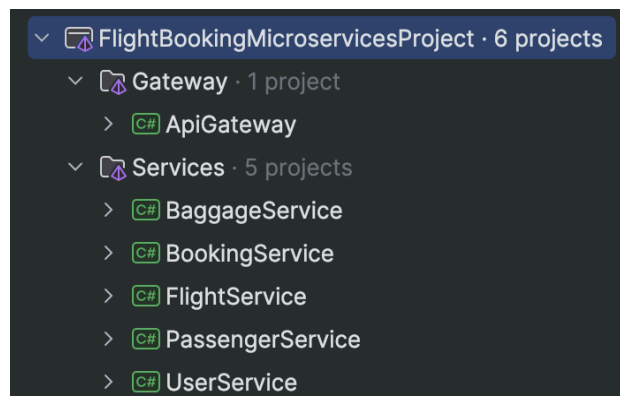 FlightBookingMicroservicesProject · 6 projects
Gateway · 1 project
C# ApiGateway
Services · 5 projects
C# BaggageService
C# BookingService
C# FlightService
C# PassengerService
C# UserService